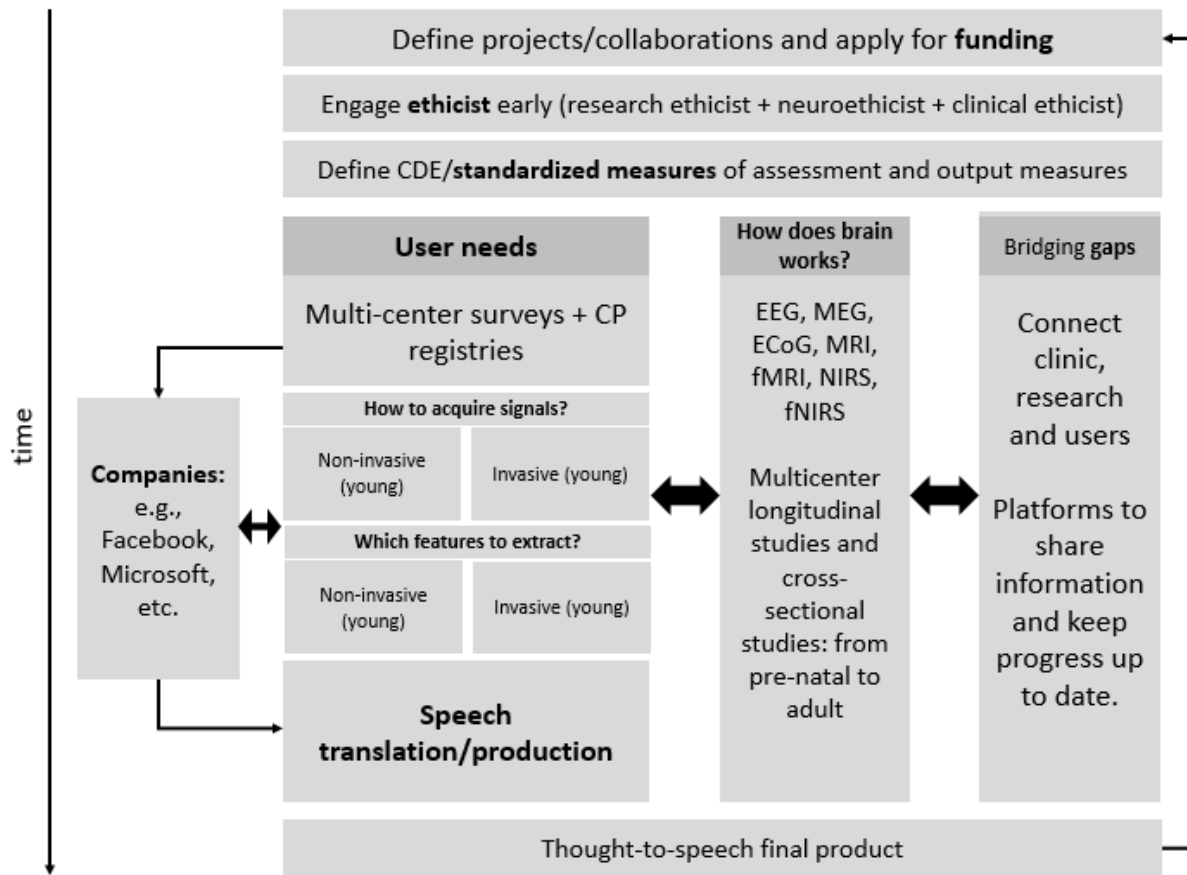 time
Define projects/collaborations and apply for funding
Engage ethicist early (research ethicist + neuroethicist + clinical ethicist)
Define CDE/standardized measures of assessment and output measures
User needs
Multi-center surveys + CP
registries
How to acquire signals?
Non-invasive
(young)
Invasive (young)
Which features to extract?
Non-invasive
(young)
Invasive (young)
Speech
translation/production
Companies:
e.g.,
Facebook,
Microsoft,
etc.
How does brain
works?
EEG, MEG,
ECoG, MRI,
fMRI, NIRS,
fNIRS
Multicenter
longitudinal
studies and
cross-
sectional
studies: from
pre-natal to
adult
Bridging gaps
Connect
clinic,
research
and users
Platforms to
share
information
and keep
progress up
to date.
Thought-to-speech final product